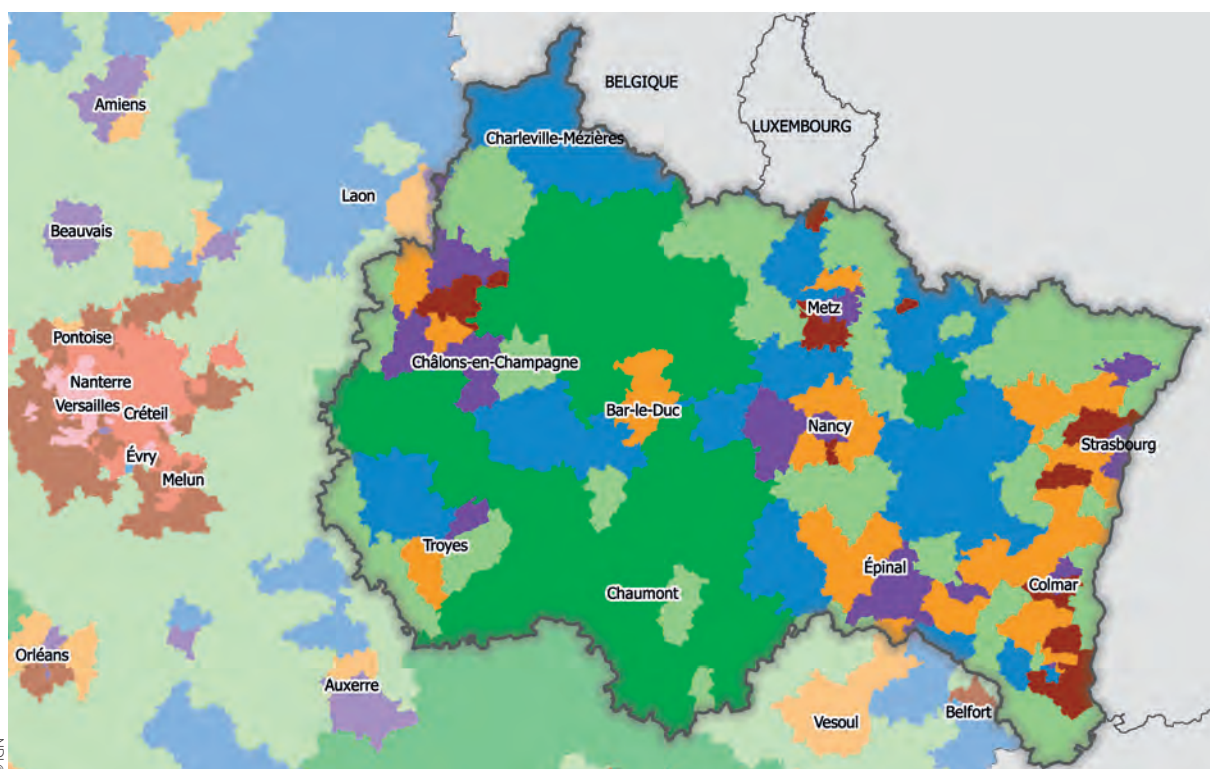 BELGIQUE
Amiens
LUXEMBOURG
Charleville-Mézières
Laon
Beauvais
Metz
Pontoise
Châlons-en-Champagne
Nanterre
Versailles
Créteil
Bar-le-Duc
Nancy
Strasbourg
Évry
Melun
Troyes
Épinal
Colmar
Chaumont
Orléans
Auxerre
Belfort
Vesoul